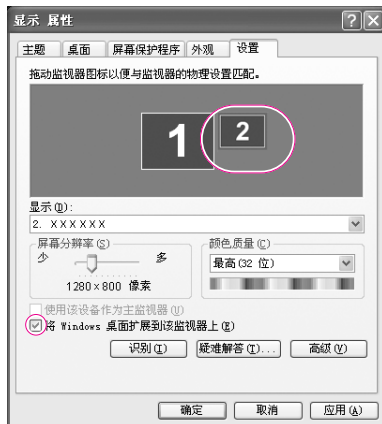 显示 属性
主题 桌面 屏幕保护程序 外观 设置
拖动监视器图标以便与监视器的物理设置匹配。
1 2
显示(D):
2. XXXXXX
屏幕分辨率(S) 颜色质量(C)
少 多 最高(32 位)
1280×800 像素
使用该设备作为主监视器(U)
将 Windows 桌面扩展到该监视器上(E)
识别(I) 疑难解答(T)... 高级(V)
确定 取消 应用(A)